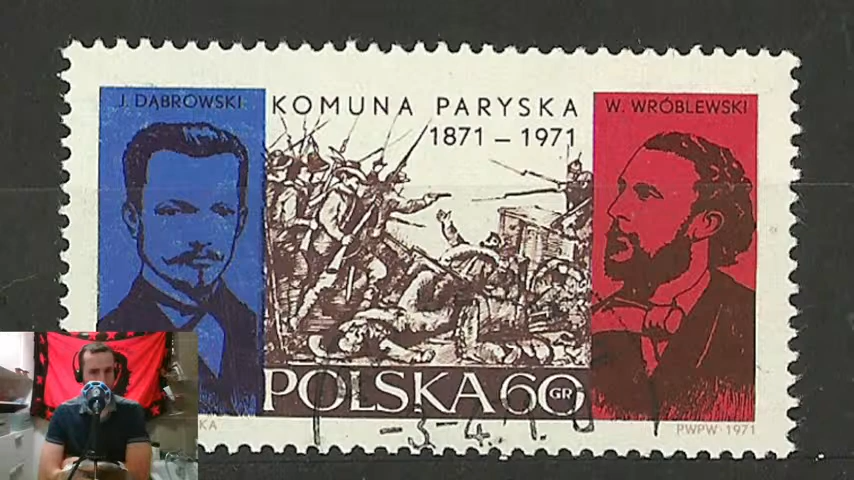 J. DĄBROWSKI
KOMUNA PARYSKA
1871 – 1971
W. WRÓBLEWSKI
POLSKA 60 GR
PWPW • 1971